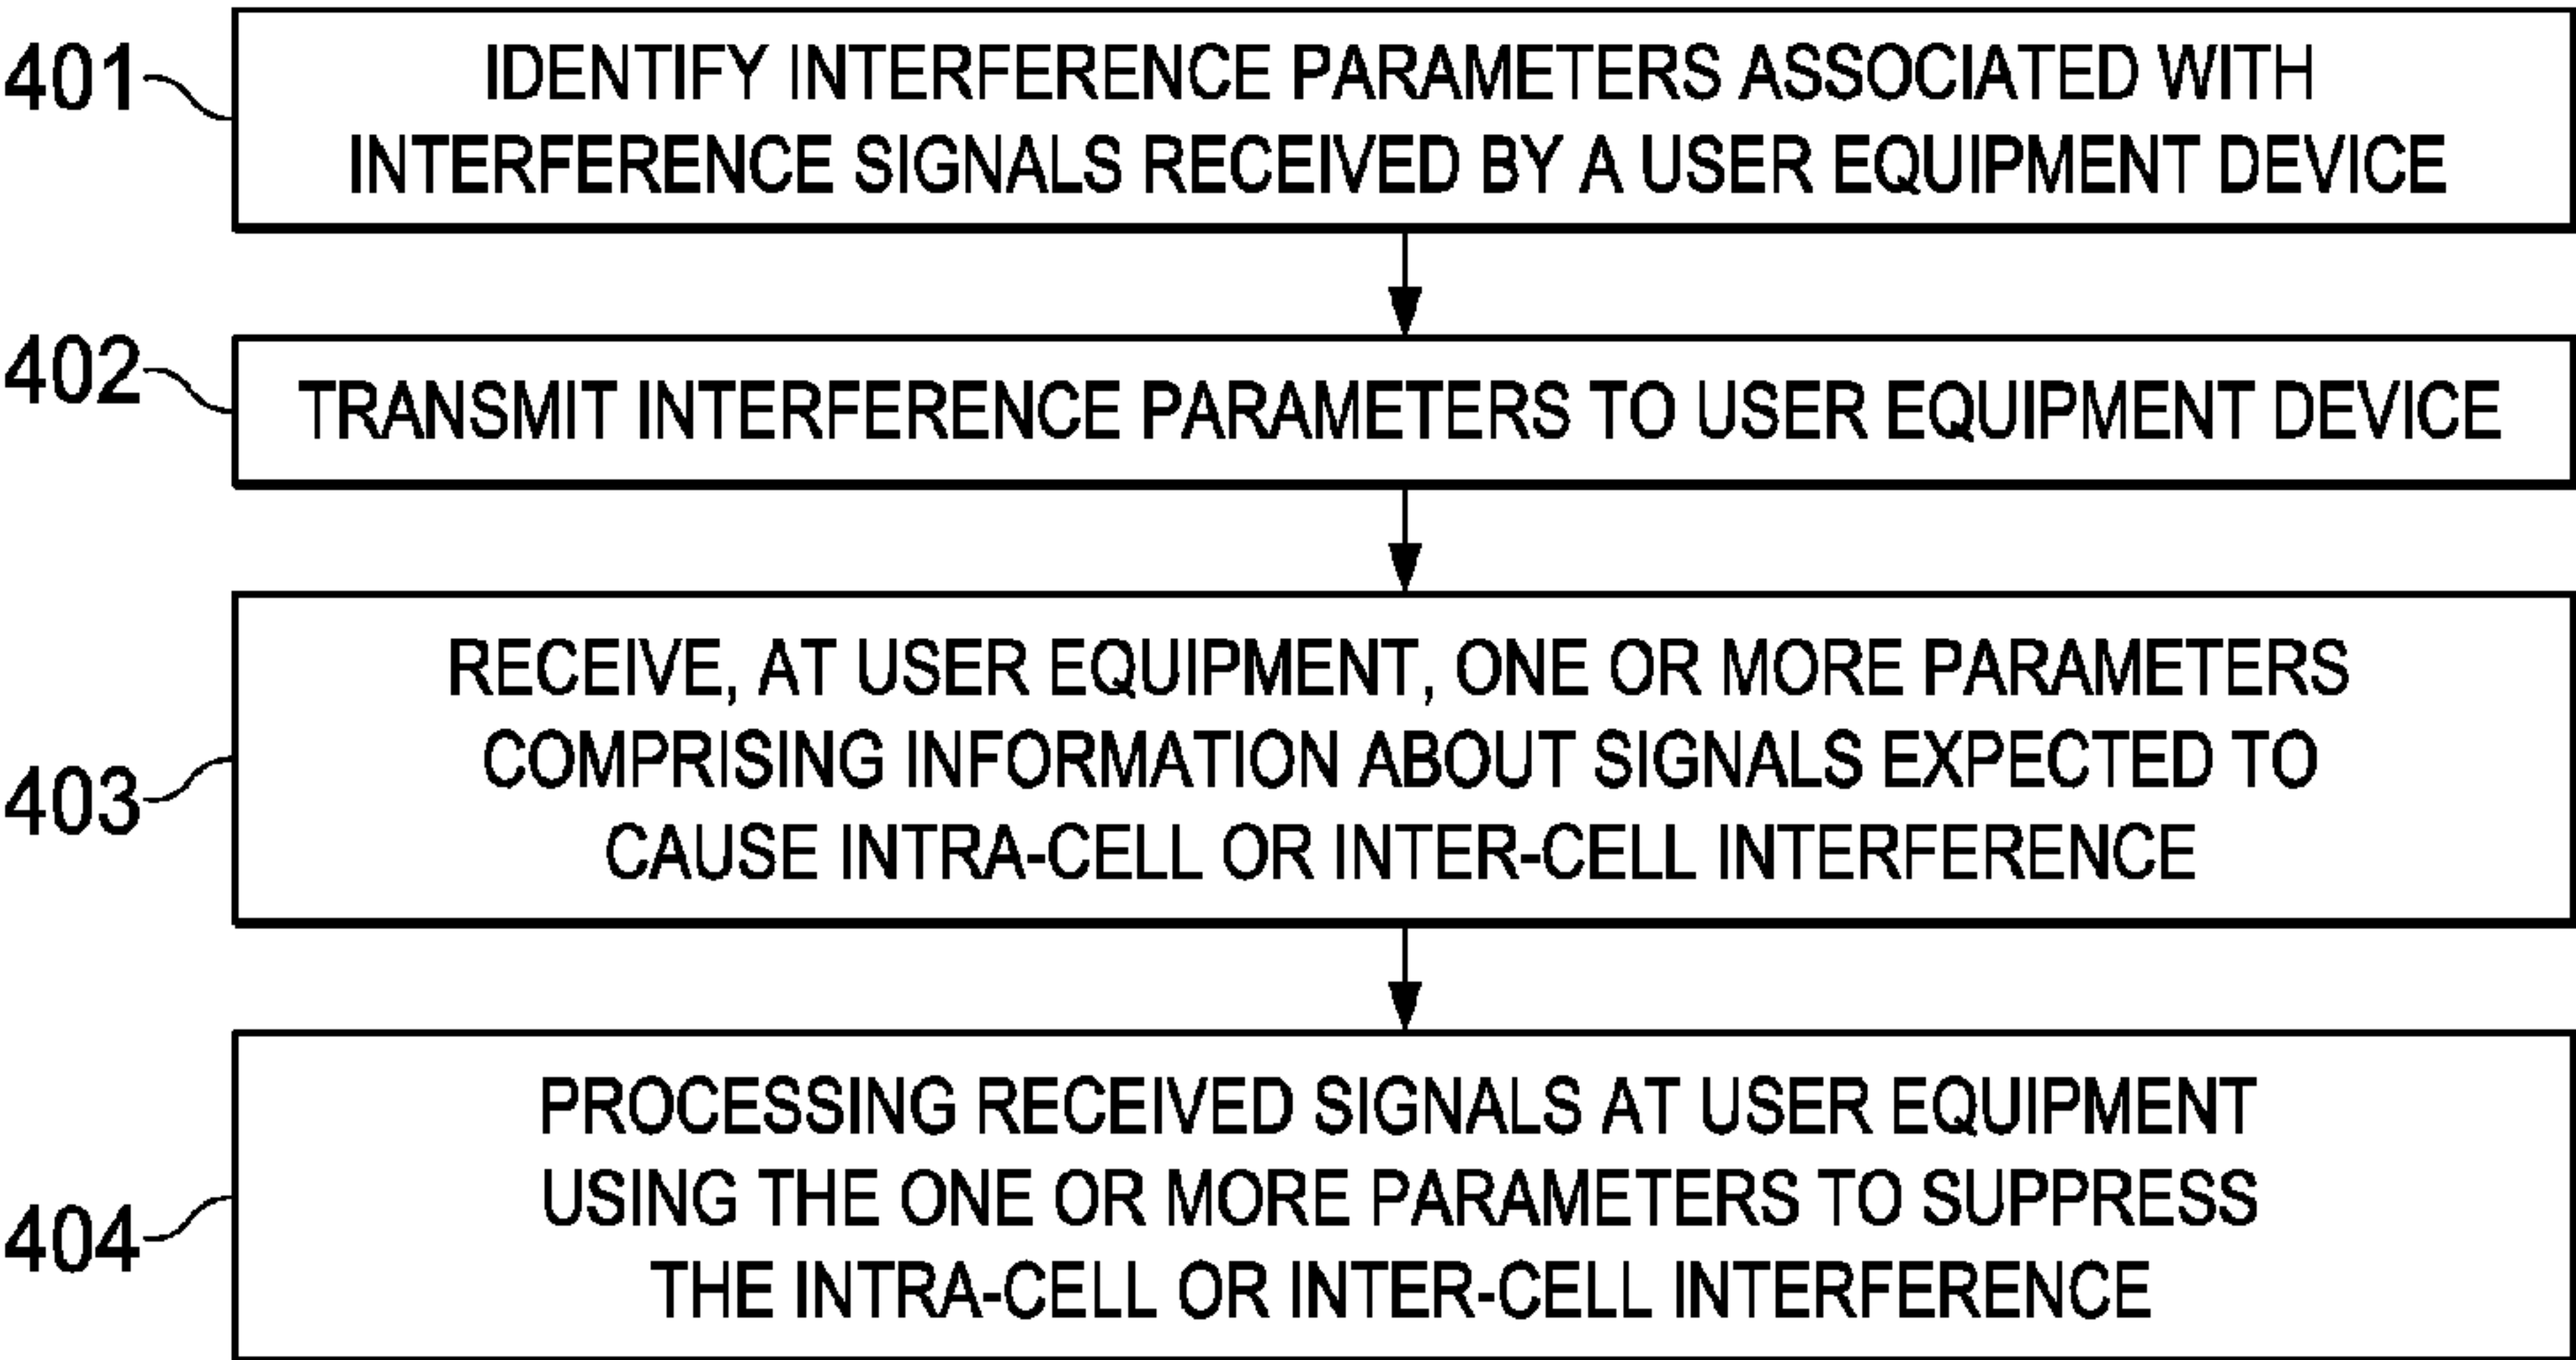 401
IDENTIFY INTERFERENCE PARAMETERS ASSOCIATED WITH
INTERFERENCE SIGNALS RECEIVED BY A USER EQUIPMENT DEVICE
402
TRANSMIT INTERFERENCE PARAMETERS TO USER EQUIPMENT DEVICE
403
RECEIVE, AT USER EQUIPMENT, ONE OR MORE PARAMETERS
COMPRISING INFORMATION ABOUT SIGNALS EXPECTED TO
CAUSE INTRA-CELL OR INTER-CELL INTERFERENCE
404
PROCESSING RECEIVED SIGNALS AT USER EQUIPMENT
USING THE ONE OR MORE PARAMETERS TO SUPPRESS
THE INTRA-CELL OR INTER-CELL INTERFERENCE